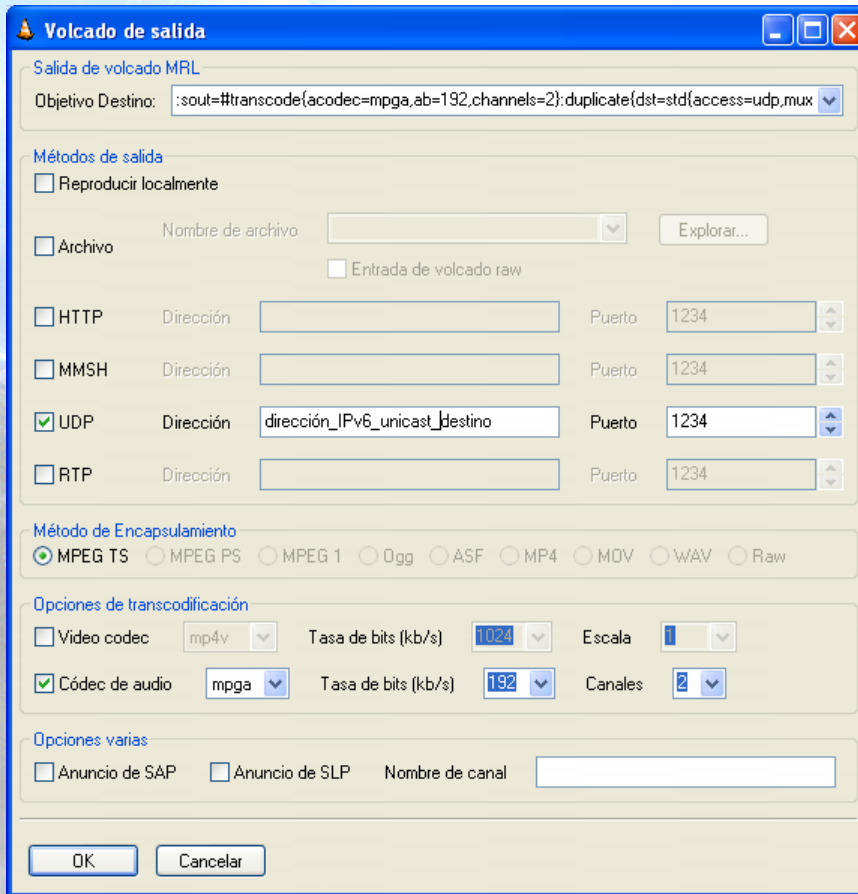 Volcado de salida
Salida de volcado MRL
Objetivo Destino: :sout=#transcode{acodec=mpga,ab=192,channels=2}:duplicate{dst=std{access=udp,mux
Métodos de salida
Reproducir localmente
Archivo Nombre de archivo Explorar...
Entrada de volcado raw
HTTP Dirección Puerto 1234
MMSH Dirección Puerto 1234
UDP Dirección dirección_IPv6_unicast_destino Puerto 1234
RTP Dirección Puerto 1234
Método de Encapsulamiento
MPEG TS MPEG PS MPEG 1 Ogg ASF MP4 MOV WAV Raw
Opciones de transcodificación
Video codec mp4v Tasa de bits (kb/s) 1024 Escala 1
Códec de audio mpga Tasa de bits (kb/s) 192 Canales 2
Opciones varias
Anuncio de SAP Anuncio de SLP Nombre de canal
OK Cancelar